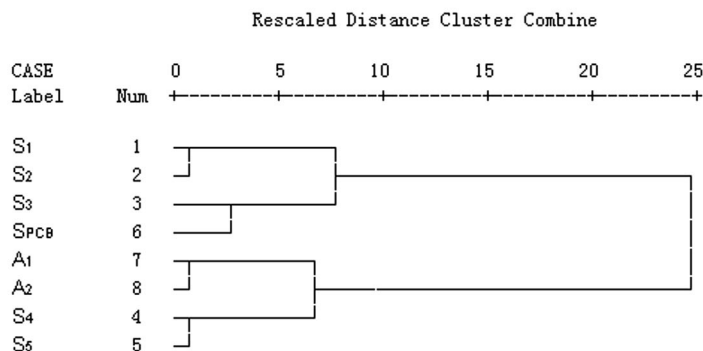 Rescaled Distance Cluster Combine
CASE 0 5 10 15 20 25
Label Num
S1 1
S2 2
S3 3
SPCB 6
A1 7
A2 8
S4 4
S5 5